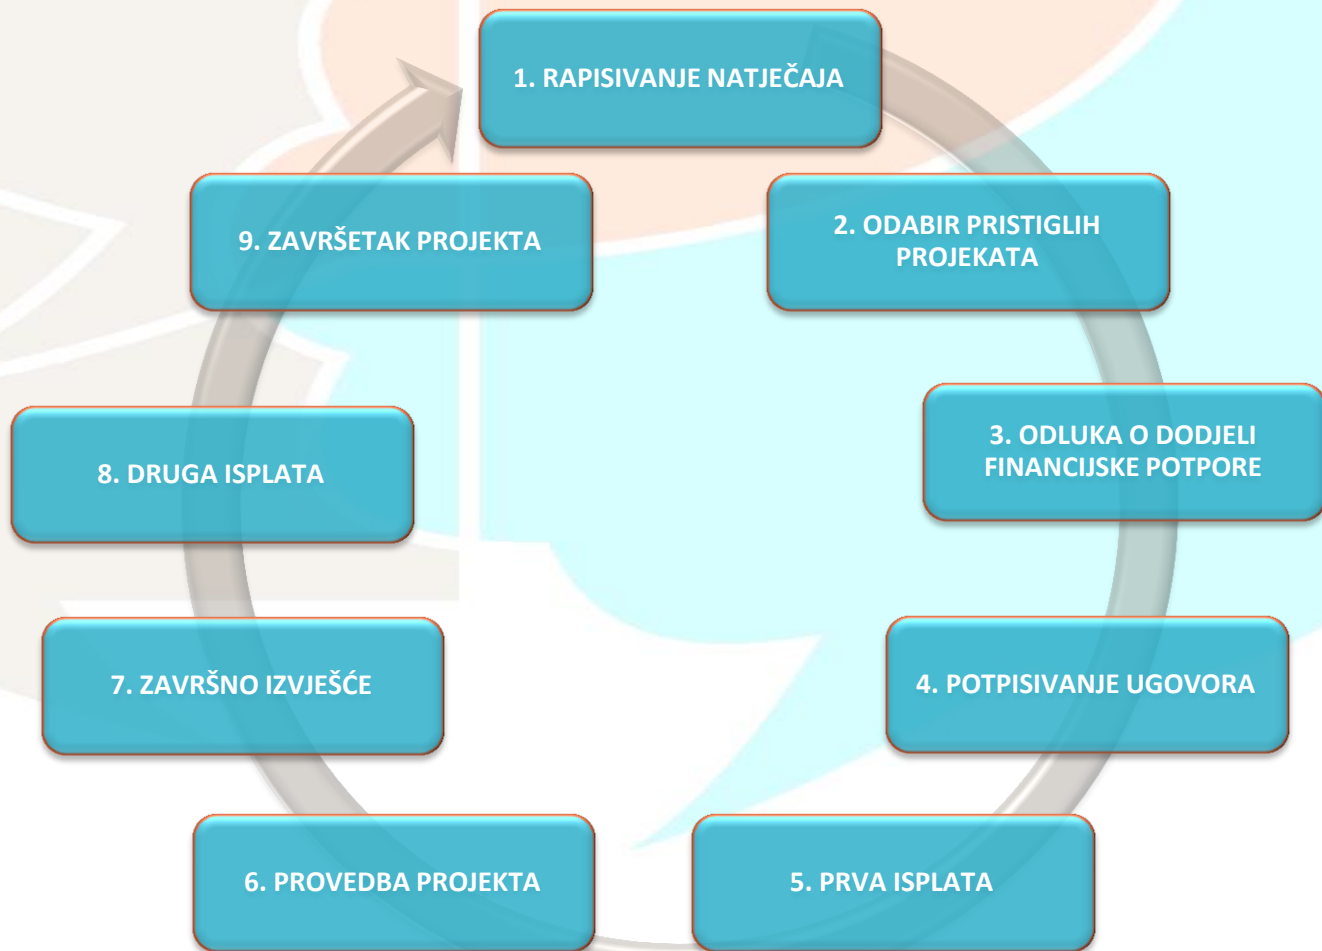 1. RAPISIVANJE NATJEČAJA
2. ODABIR PRISTIGLIH
PROJEKATA
3. ODLUKA O DODJELI
FINANCIJSKE POTPORE
4. POTPISIVANJE UGOVORA
5. PRVA ISPLATA
6. PROVEDBA PROJEKTA
7. ZAVRŠNO IZVJEŠĆE
8. DRUGA ISPLATA
9. ZAVRŠETAK PROJEKTA